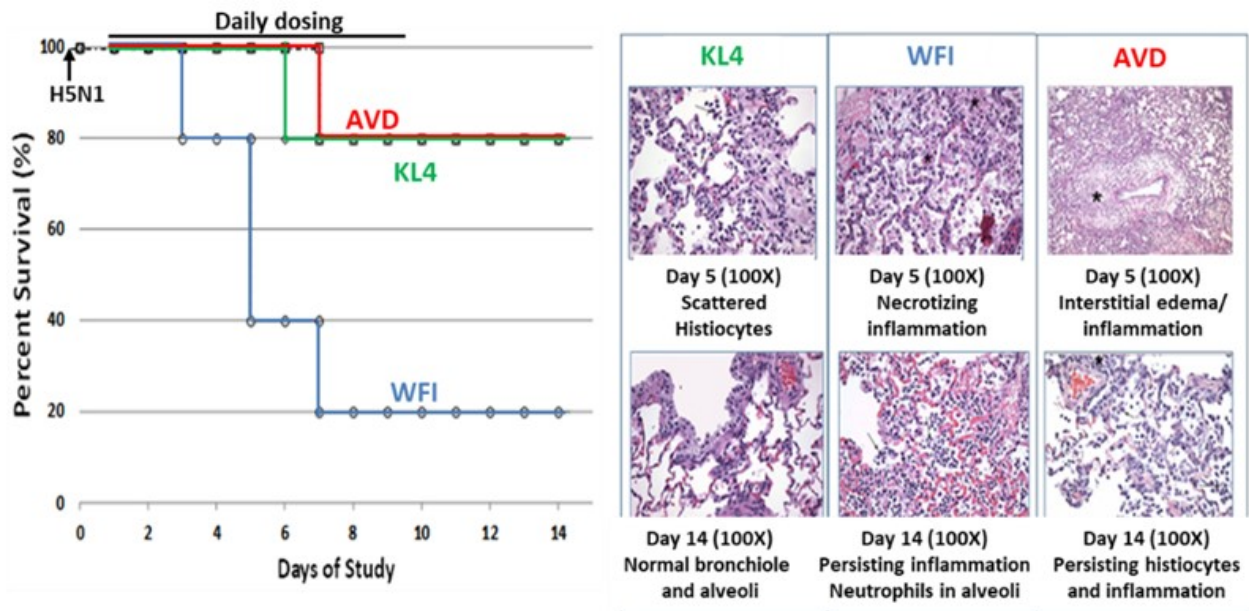 Daily dosing
100
H5N1
80
60
40
20
0
Percent Survival (%)
AVD
KL4
WFI
0 2 4 6 8 10 12 14
Days of Study
KL4
WFI
AVD
Day 5 (100X)
Scattered
Histiocytes
Day 5 (100X)
Necrotizing
inflammation
Day 5 (100X)
Interstitial edema/
inflammation
Day 14 (100X)
Normal bronchiole
and alveoli
Day 14 (100X)
Persisting inflammation
Neutrophils in alveoli
Day 14 (100X)
Persisting histiocytes
and inflammation